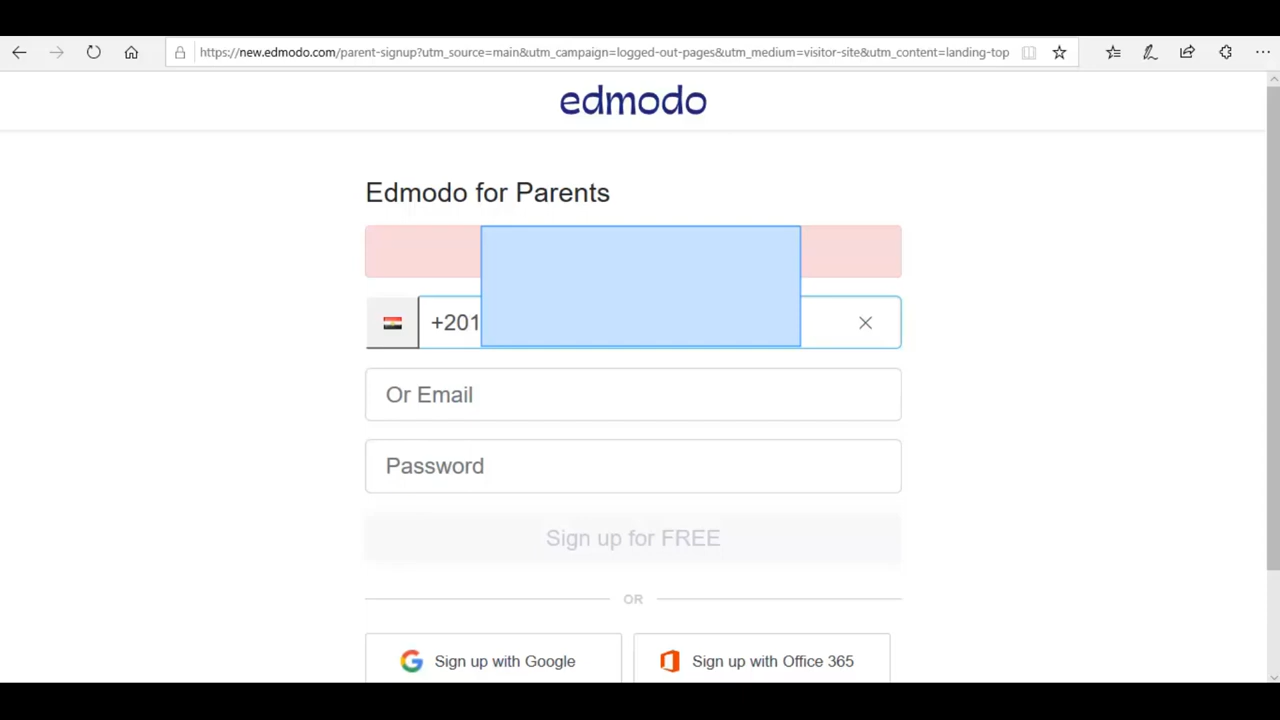 https://new.edmodo.com/parent-signup?utm_source=main&utm_campaign=logged-out-pages&utm_medium=visitor-site&utm_content=landing-top
edmodo
Edmodo for Parents
+201
Or Email
Password
Sign up for FREE
OR
Sign up with Google
Sign up with Office 365